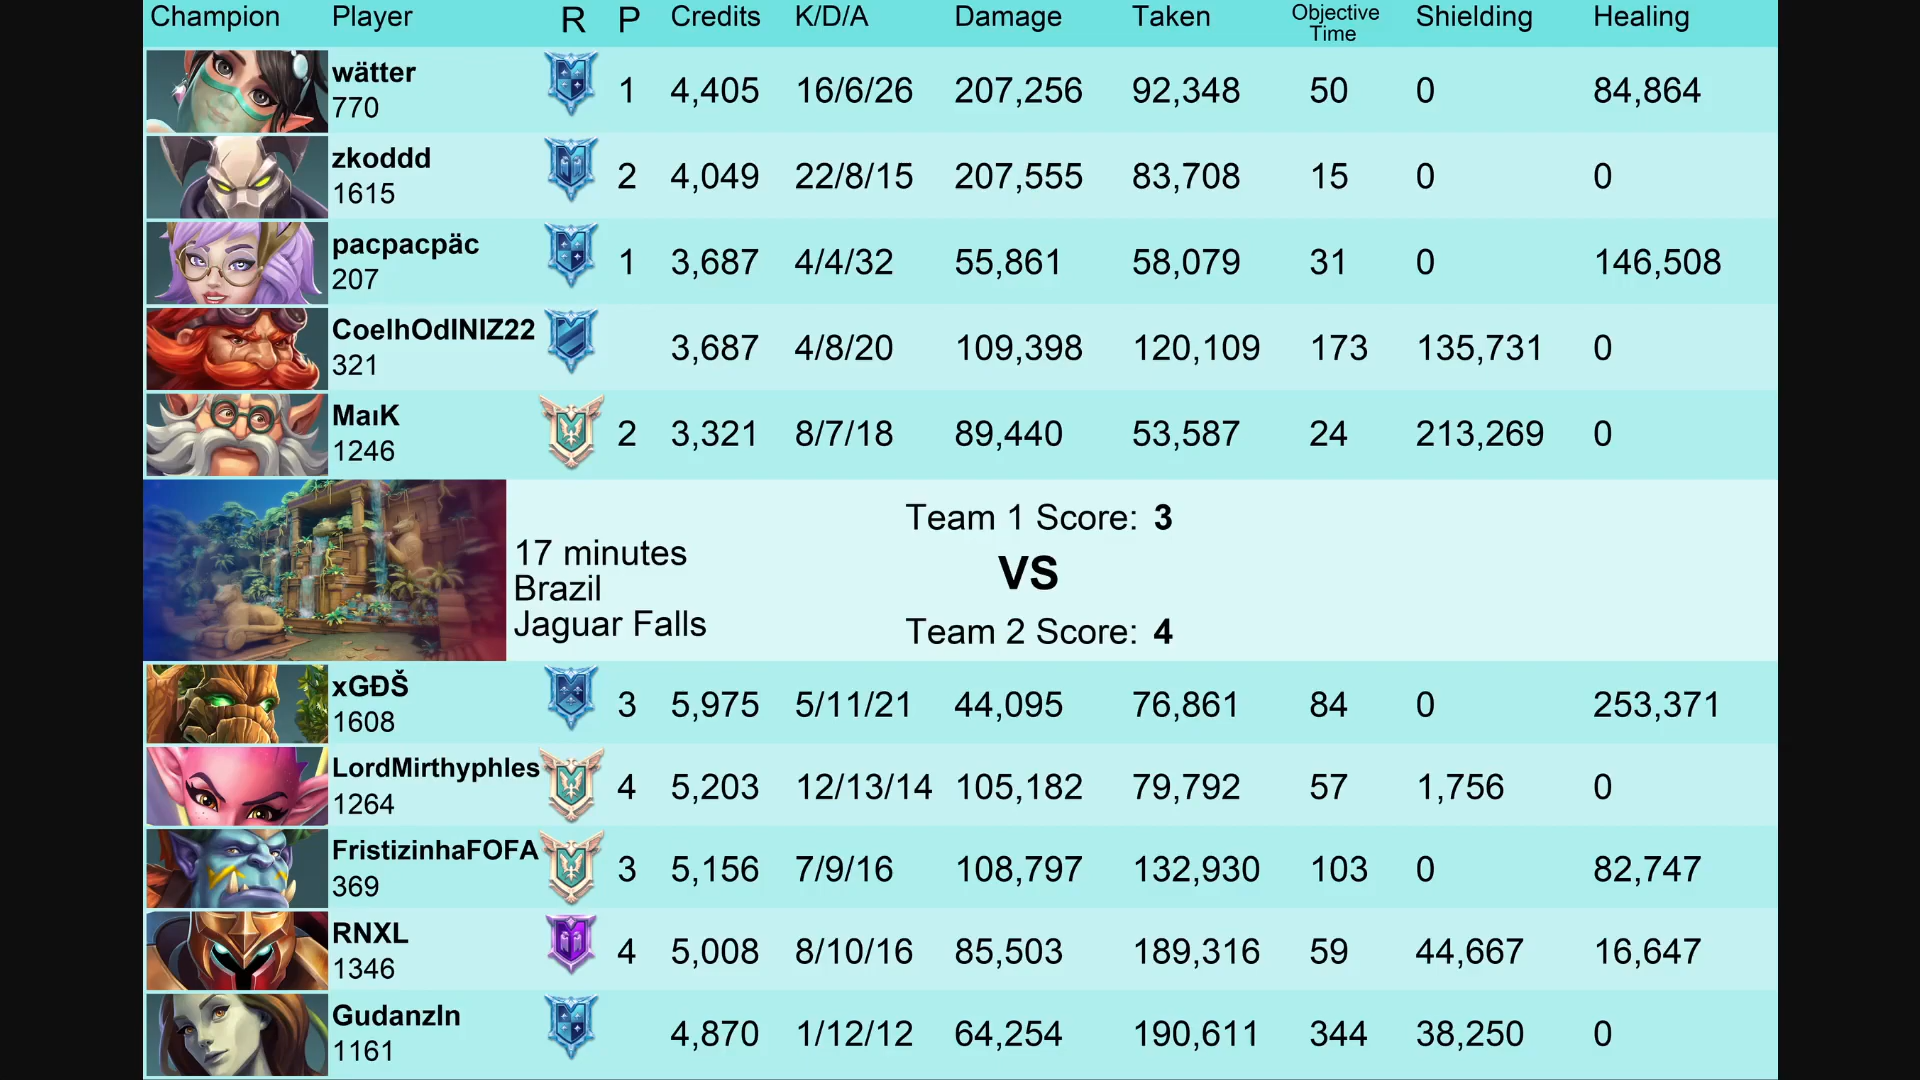 Champion Player R P Credits K/D/A Damage Taken Objective Time Shielding Healing
wätter
770
1 4,405 16/6/26 207,256 92,348 50 0 84,864
zkoddd
1615
2 4,049 22/8/15 207,555 83,708 15 0 0
pacpacpäc
207
1 3,687 4/4/32 55,861 58,079 31 0 146,508
CoelhOdINIZ22
321
3,687 4/8/20 109,398 120,109 173 135,731 0
MaıK
1246
2 3,321 8/7/18 89,440 53,587 24 213,269 0
17 minutes
Brazil
Jaguar Falls
Team 1 Score: 3
VS
Team 2 Score: 4
xGĐŠ
1608
3 5,975 5/11/21 44,095 76,861 84 0 253,371
LordMirthyphles
1264
4 5,203 12/13/14 105,182 79,792 57 1,756 0
FristizinhaFOFA
369
3 5,156 7/9/16 108,797 132,930 103 0 82,747
RNXL
1346
4 5,008 8/10/16 85,503 189,316 59 44,667 16,647
Gudanzln
1161
4,870 1/12/12 64,254 190,611 344 38,250 0